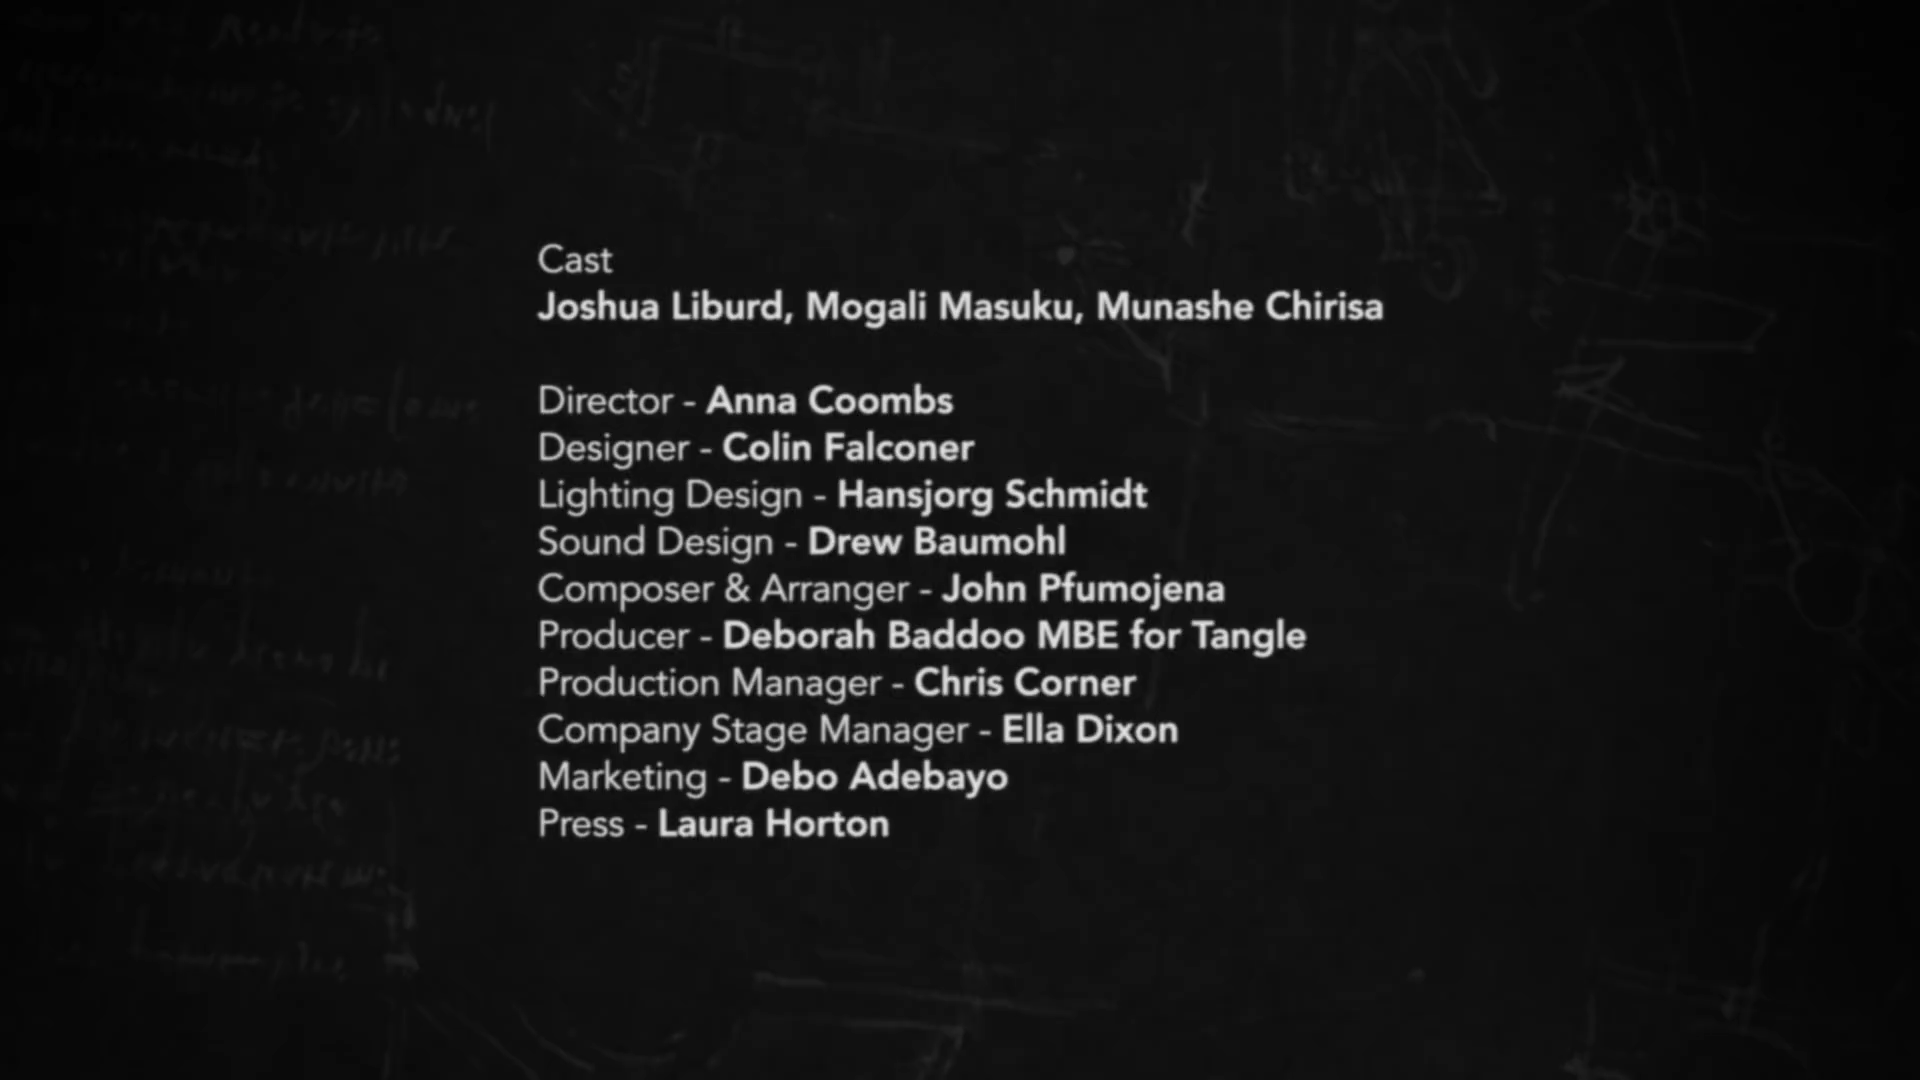 Cast
Joshua Liburd, Mogali Masuku, Munashe Chirisa
Director - Anna Coombs
Designer - Colin Falconer
Lighting Design - Hansjorg Schmidt
Sound Design - Drew Baumohl
Composer & Arranger - John Pfumojena
Producer - Deborah Baddoo MBE for Tangle
Production Manager - Chris Corner
Company Stage Manager - Ella Dixon
Marketing - Debo Adebayo
Press - Laura Horton